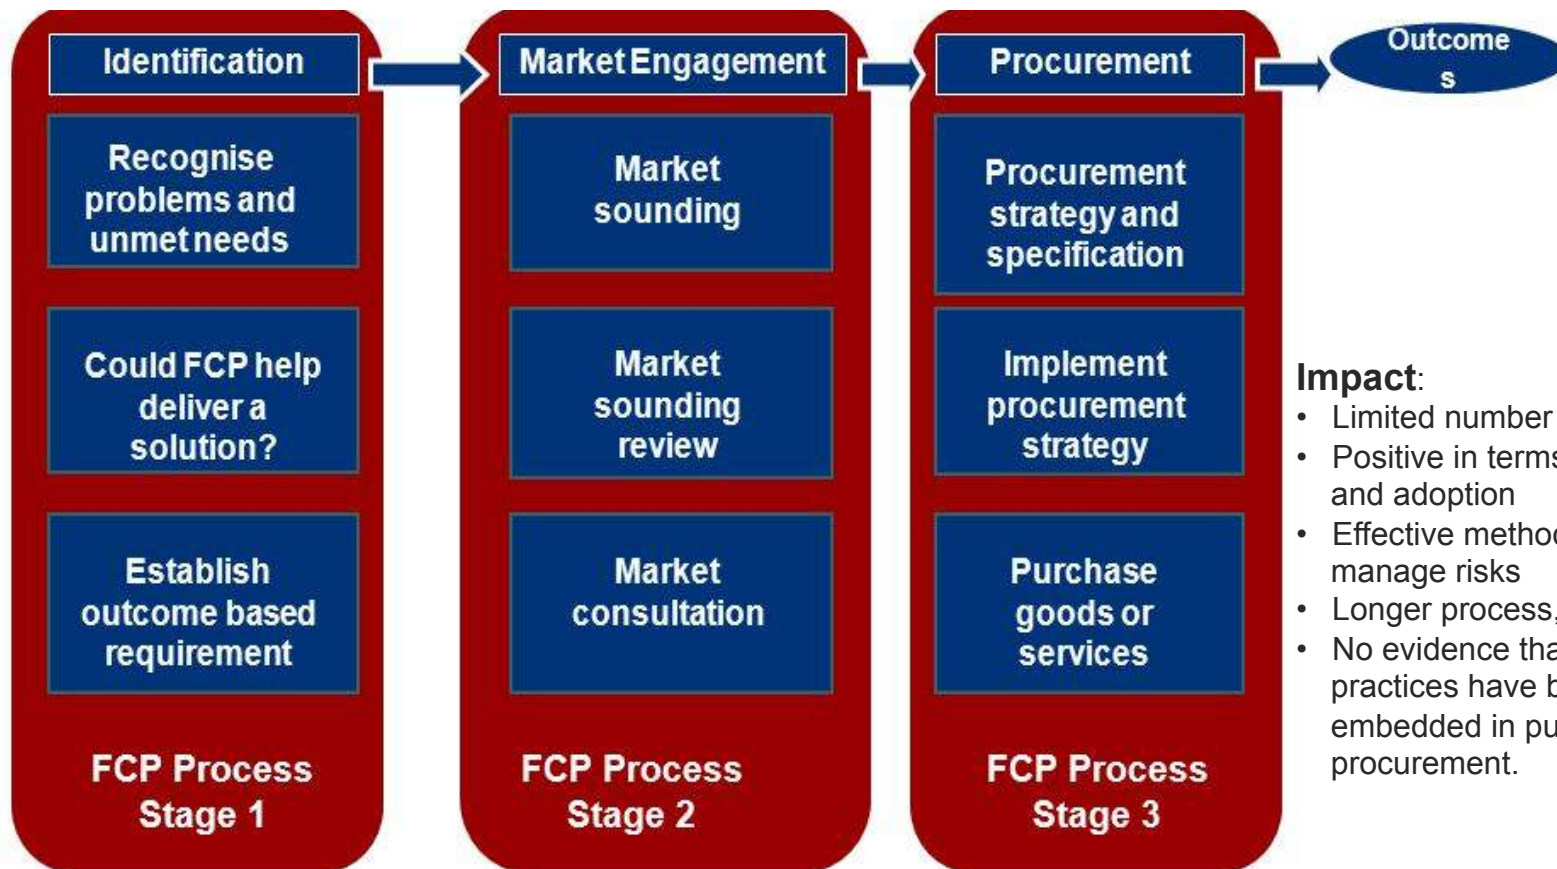 Identification
Recognise
problems and
unmet needs
Could FCP help
deliver a
solution?
Establish
outcome based
requirement
FCP Process
Stage 1
Market Engagement
Market
sounding
Market
sounding
review
Market
consultation
FCP Process
Stage 2
Procurement
Procurement
strategy and
specification
Implement
procurement
strategy
Purchase
goods or
services
FCP Process
Stage 3
Outcome
s
Impact:
• Limited number
• Positive in terms
and adoption
• Effective method
manage risks
• Longer process,
• No evidence tha
practices have b
embedded in pu
procurement.